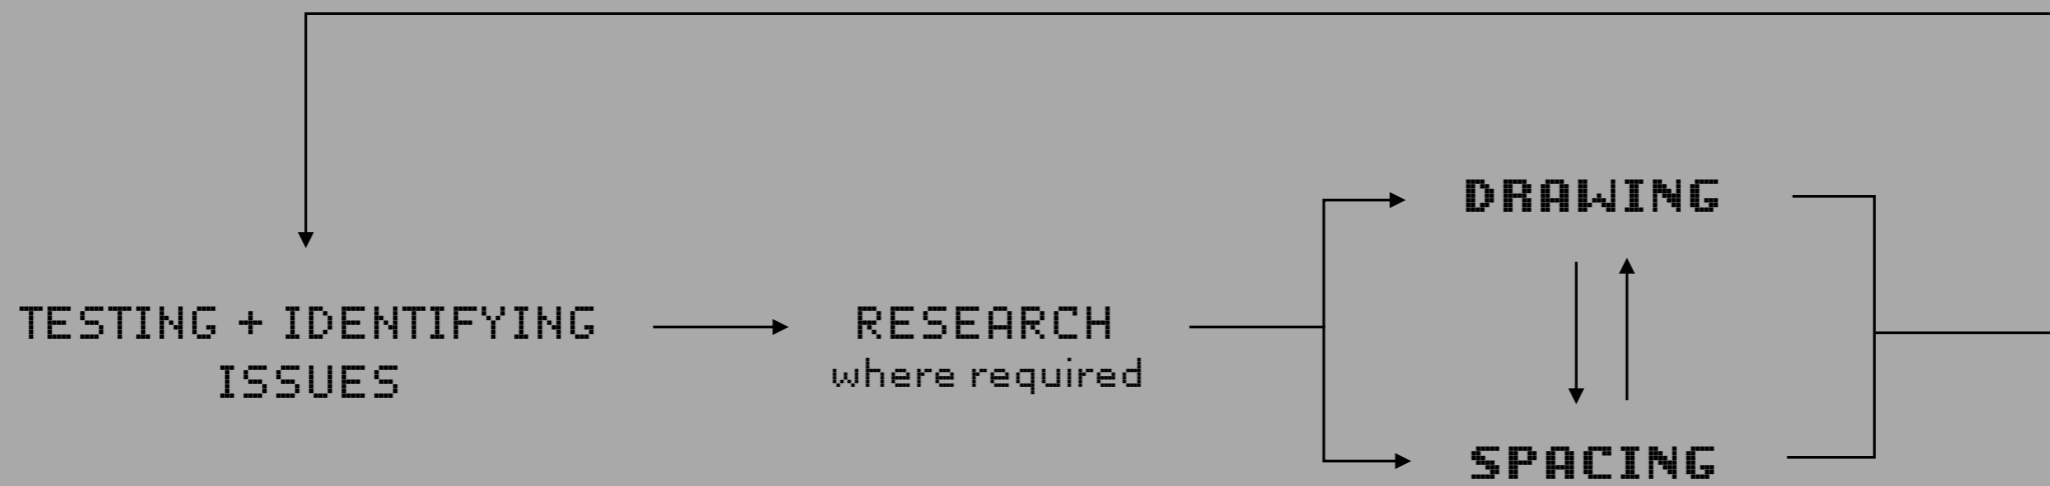 TESTING + IDENTIFYING
ISSUES
RESEARCH
where required
DRAWING
SPACING